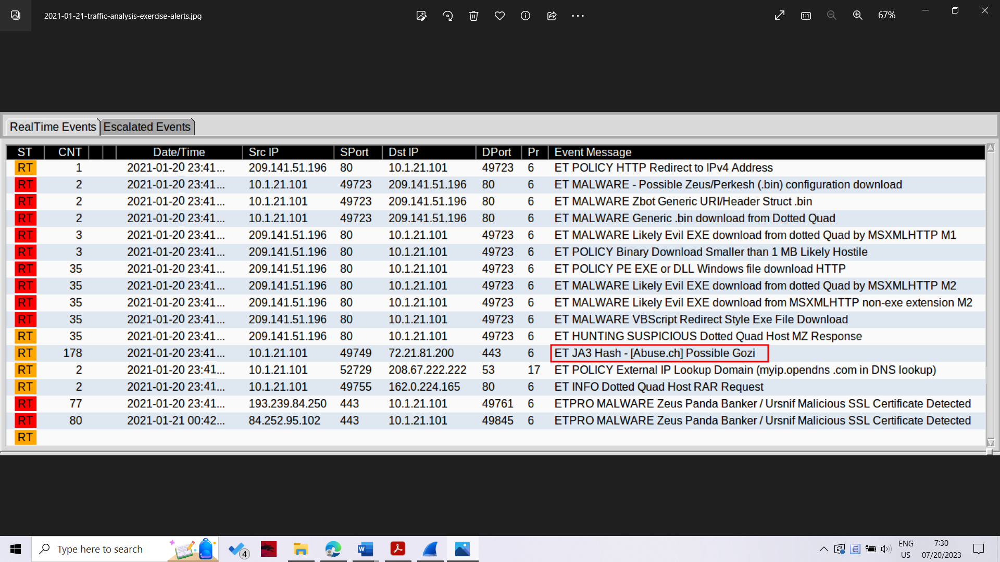 2021-01-21-traffic-analysis-exercise-alerts.jpg 67%
RealTime Events Escalated Events
ST CNT Date/Time Src IP SPort Dst IP DPort Pr Event Message
RT 1 2021-01-20 23:41... 209.141.51.196 80 10.1.21.101 49723 6 ET POLICY HTTP Redirect to IPv4 Address
RT 2 2021-01-20 23:41... 10.1.21.101 49723 209.141.51.196 80 6 ET MALWARE - Possible Zeus/Perkesh (.bin) configuration download
RT 2 2021-01-20 23:41... 10.1.21.101 49723 209.141.51.196 80 6 ET MALWARE Zbot Generic URI/Header Struct .bin
RT 2 2021-01-20 23:41... 10.1.21.101 49723 209.141.51.196 80 6 ET MALWARE Generic .bin download from Dotted Quad
RT 3 2021-01-20 23:41... 209.141.51.196 80 10.1.21.101 49723 6 ET MALWARE Likely Evil EXE download from dotted Quad by MSXMLHTTP M1
RT 3 2021-01-20 23:41... 209.141.51.196 80 10.1.21.101 49723 6 ET POLICY Binary Download Smaller than 1 MB Likely Hostile
RT 35 2021-01-20 23:41... 209.141.51.196 80 10.1.21.101 49723 6 ET POLICY PE EXE or DLL Windows file download HTTP
RT 35 2021-01-20 23:41... 209.141.51.196 80 10.1.21.101 49723 6 ET MALWARE Likely Evil EXE download from dotted Quad by MSXMLHTTP M2
RT 35 2021-01-20 23:41... 209.141.51.196 80 10.1.21.101 49723 6 ET MALWARE Likely Evil EXE download from MSXMLHTTP non-exe extension M2
RT 35 2021-01-20 23:41... 209.141.51.196 80 10.1.21.101 49723 6 ET MALWARE VBScript Redirect Style Exe File Download
RT 35 2021-01-20 23:41... 209.141.51.196 80 10.1.21.101 49723 6 ET HUNTING SUSPICIOUS Dotted Quad Host MZ Response
RT 178 2021-01-20 23:41... 10.1.21.101 49749 72.21.81.200 443 6 ET JA3 Hash - [Abuse.ch] Possible Gozi
RT 2 2021-01-20 23:41... 10.1.21.101 52729 208.67.222.222 53 17 ET POLICY External IP Lookup Domain (myip.opendns .com in DNS lookup)
RT 2 2021-01-20 23:41... 10.1.21.101 49755 162.0.224.165 80 6 ET INFO Dotted Quad Host RAR Request
RT 77 2021-01-20 23:41... 193.239.84.250 443 10.1.21.101 49761 6 ETPRO MALWARE Zeus Panda Banker / Ursnif Malicious SSL Certificate Detected
RT 80 2021-01-21 00:42... 84.252.95.102 443 10.1.21.101 49845 6 ETPRO MALWARE Zeus Panda Banker / Ursnif Malicious SSL Certificate Detected
RT
Type here to search 4 ENG 7:30
US 07/20/2023